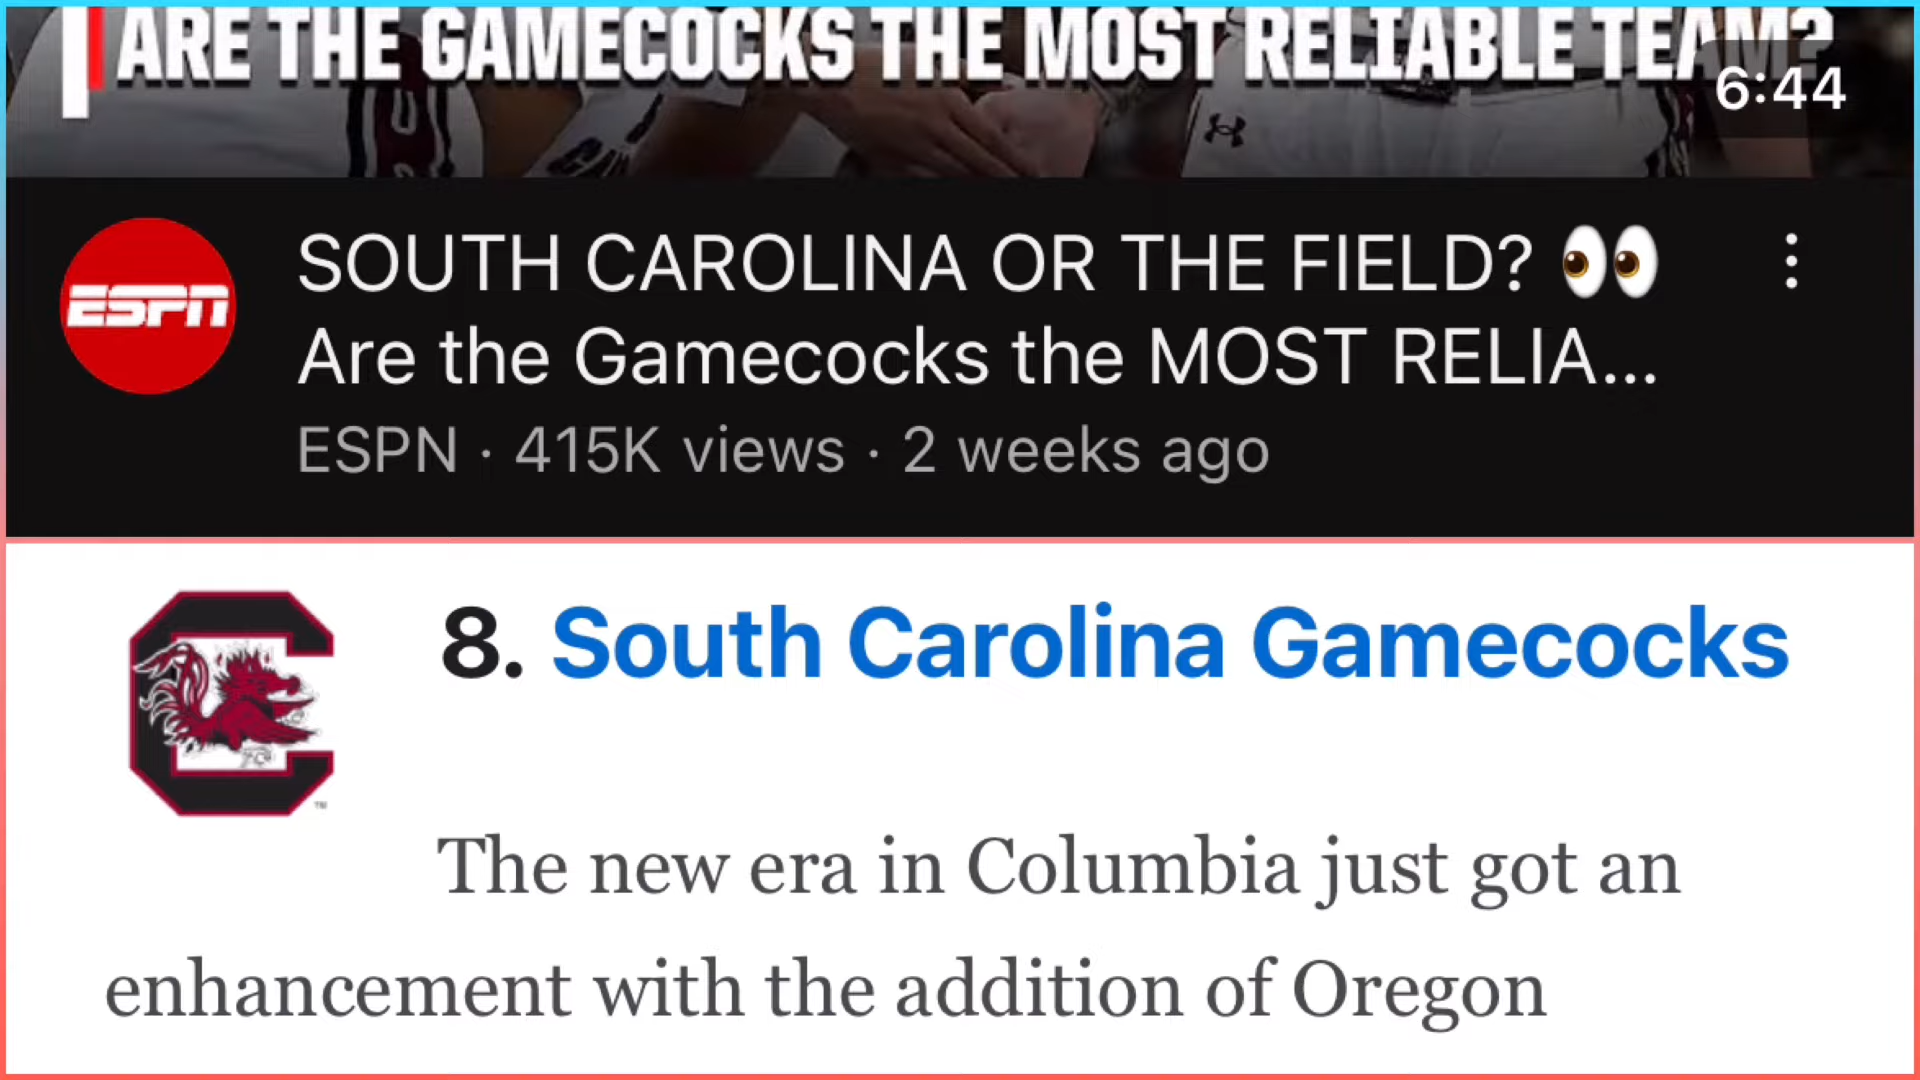 ARE THE GAMECOCKS THE MOST RELIABLE TEAM?
6:44
ESPN
SOUTH CAROLINA OR THE FIELD? 👀
Are the Gamecocks the MOST RELIA...
ESPN · 415K views · 2 weeks ago
8. South Carolina Gamecocks
TM
The new era in Columbia just got an
enhancement with the addition of Oregon